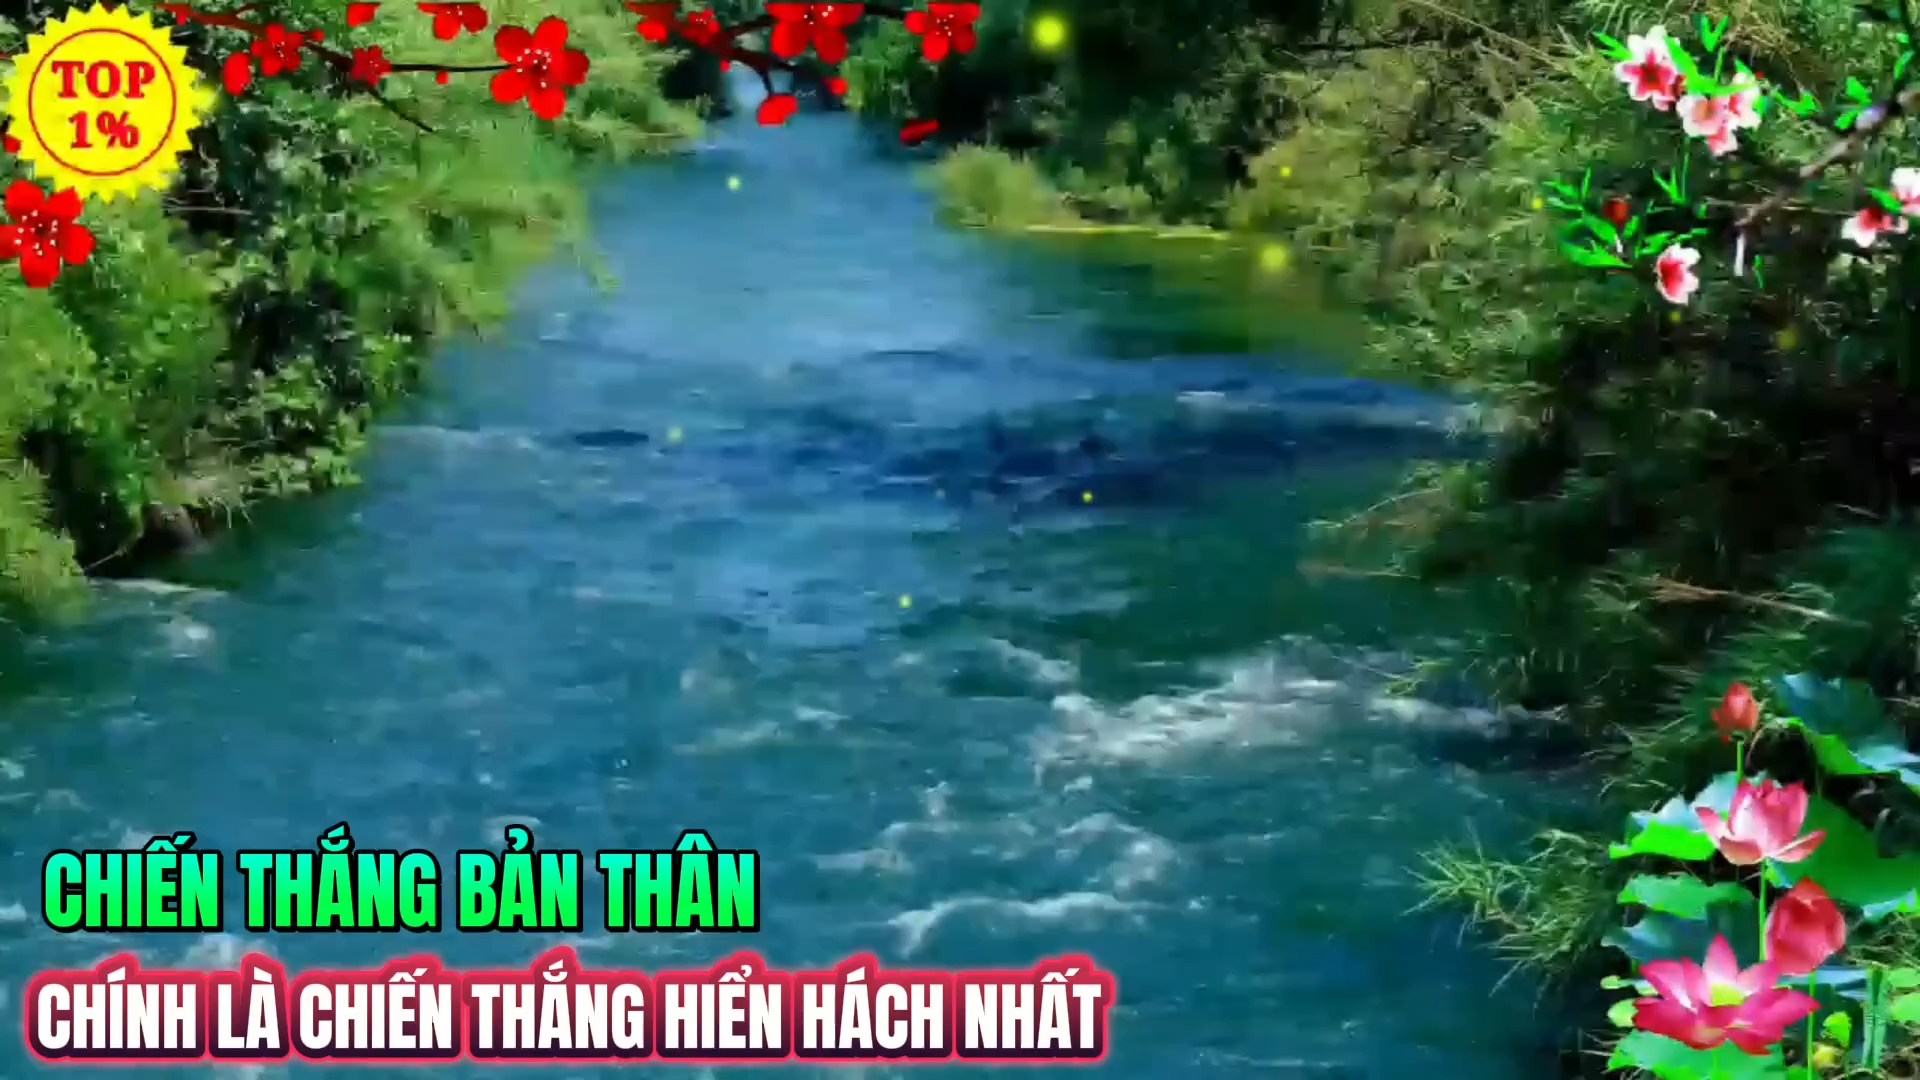 TOP
1%
CHIẾN THẮNG BẢN THÂN
CHÍNH LÀ CHIẾN THẮNG HIỂN HÁCH NHẤT